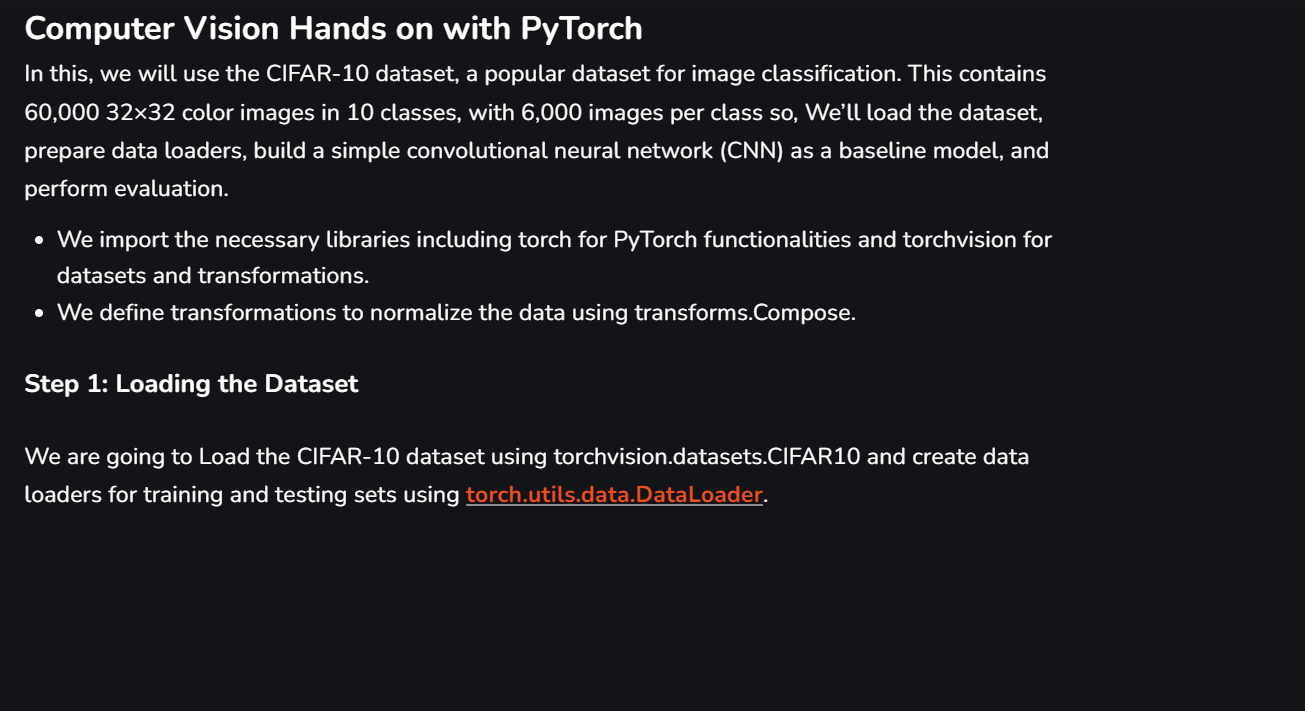 Computer Vision Hands on with PyTorch
In this, we will use the CIFAR-10 dataset, a popular dataset for image classification. This contains
60,000 32×32 color images in 10 classes, with 6,000 images per class so, We’ll load the dataset,
prepare data loaders, build a simple convolutional neural network (CNN) as a baseline model, and
perform evaluation.
• We import the necessary libraries including torch for PyTorch functionalities and torchvision for
datasets and transformations.
• We define transformations to normalize the data using transforms.Compose.
Step 1: Loading the Dataset
We are going to Load the CIFAR-10 dataset using torchvision.datasets.CIFAR10 and create data
loaders for training and testing sets using torch.utils.data.DataLoader.